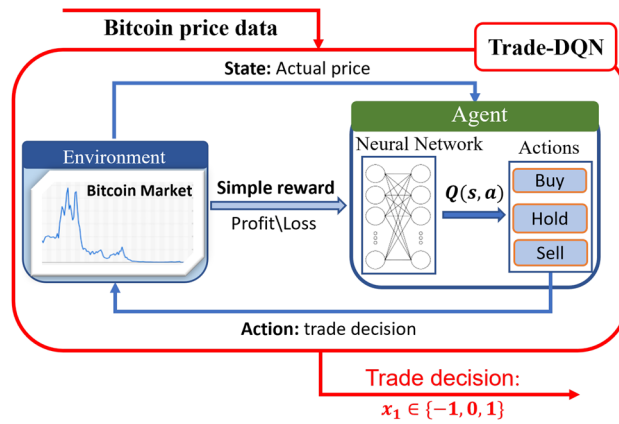 Bitcoin price data
Trade-DQN
State: Actual price
Agent
Environment
Neural Network
Actions
Bitcoin Market
Simple reward
Profit\Loss
Q(s, a)
Buy
Hold
Sell
Action: trade decision
Trade decision:
x₁ ∈ {−1, 0, 1}